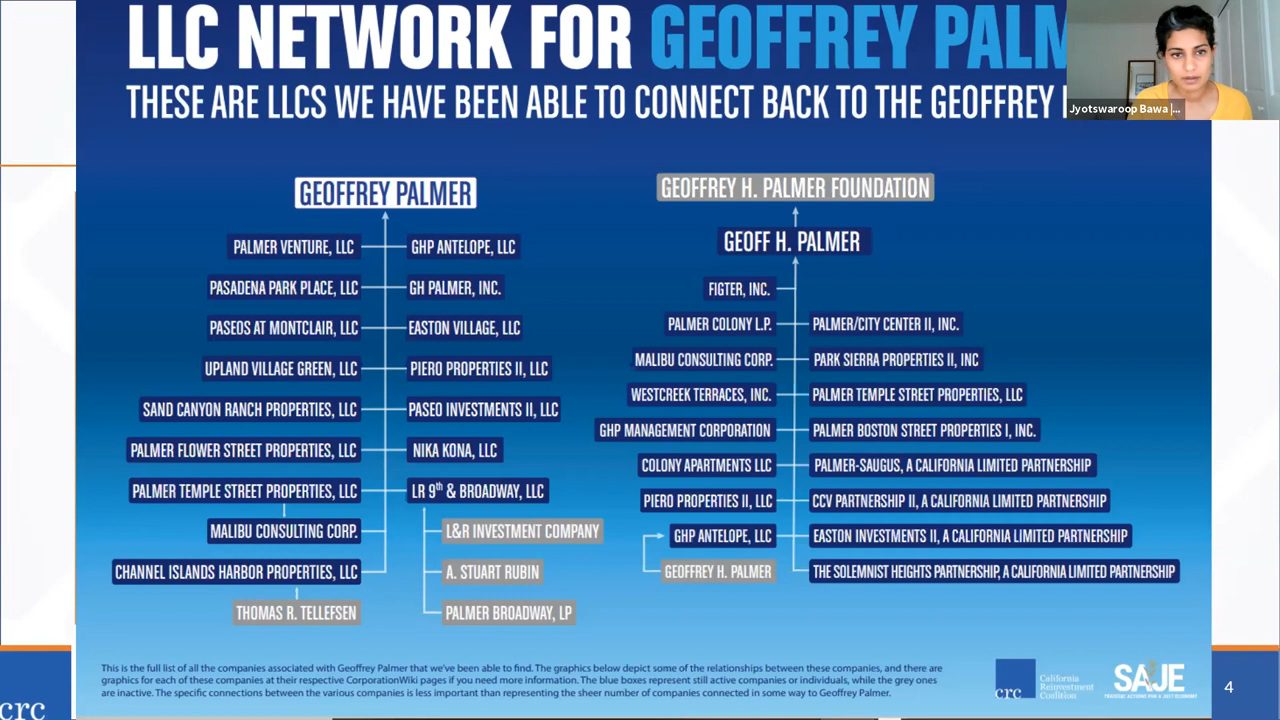 LLC NETWORK FOR GEOFFREY PALM
THESE ARE LLCS WE HAVE BEEN ABLE TO CONNECT BACK TO THE GEOFFREY
Jyotswaroop Bawa |...
GEOFFREY PALMER
PALMER VENTURE, LLC
GHP ANTELOPE, LLC
PASADENA PARK PLACE, LLC
GH PALMER, INC.
PASEOS AT MONTCLAIR, LLC
EASTON VILLAGE, LLC
UPLAND VILLAGE GREEN, LLC
PIERO PROPERTIES II, LLC
SAND CANYON RANCH PROPERTIES, LLC
PASEO INVESTMENTS II, LLC
PALMER FLOWER STREET PROPERTIES, LLC
NIKA KONA, LLC
PALMER TEMPLE STREET PROPERTIES, LLC
LR 9th & BROADWAY, LLC
MALIBU CONSULTING CORP.
L&R INVESTMENT COMPANY
CHANNEL ISLANDS HARBOR PROPERTIES, LLC
A. STUART RUBIN
THOMAS R. TELLEFSEN
PALMER BROADWAY, LP
GEOFFREY H. PALMER FOUNDATION
GEOFF H. PALMER
FIGTER, INC.
PALMER COLONY L.P.
PALMER/CITY CENTER II, INC.
MALIBU CONSULTING CORP.
PARK SIERRA PROPERTIES II, INC
WESTCREEK TERRACES, INC.
PALMER TEMPLE STREET PROPERTIES, LLC
GHP MANAGEMENT CORPORATION
PALMER BOSTON STREET PROPERTIES I, INC.
COLONY APARTMENTS LLC
PALMER-SAUGUS, A CALIFORNIA LIMITED PARTNERSHIP
PIERO PROPERTIES II, LLC
CCV PARTNERSHIP II, A CALIFORNIA LIMITED PARTNERSHIP
GHP ANTELOPE, LLC
EASTON INVESTMENTS II, A CALIFORNIA LIMITED PARTNERSHIP
GEOFFREY H. PALMER
THE SOLEMNIST HEIGHTS PARTNERSHIP, A CALIFORNIA LIMITED PARTNERSHIP
This is the full list of all the companies associated with Geoffrey Palmer that we've been able to find. The graphics below depict some of the relationships between these companies, and there are
graphics for each of these companies at their respective CorporationWiki pages if you need more information. The blue boxes represent still active companies or individuals, while the grey ones
are inactive. The specific connections between the various companies is less important than representing the sheer number of companies connected in some way to Geoffrey Palmer.
crc
California
Reinvestment
Coalition
SAJE
STRATEGIC ACTIONS FOR A JUST ECONOMY
4
crc